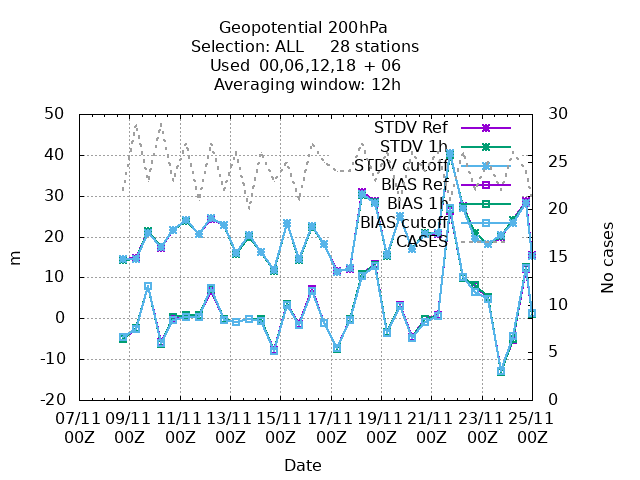 Geopotential 200hPa
Selection: ALL     28 stations
Used 00,06,12,18 + 06
Averaging window: 12h
50
40
30
20
10
0
-10
-20
m
30
25
20
15
10
5
0
No cases
STDV Ref
STDV 1h
STDV cutoff
BIAS Ref
BIAS 1h
BIAS cutoff
CASES
07/11 09/11 11/11 13/11 15/11 17/11 19/11 21/11 23/11 25/11
00Z 00Z 00Z 00Z 00Z 00Z 00Z 00Z 00Z 00Z
Date